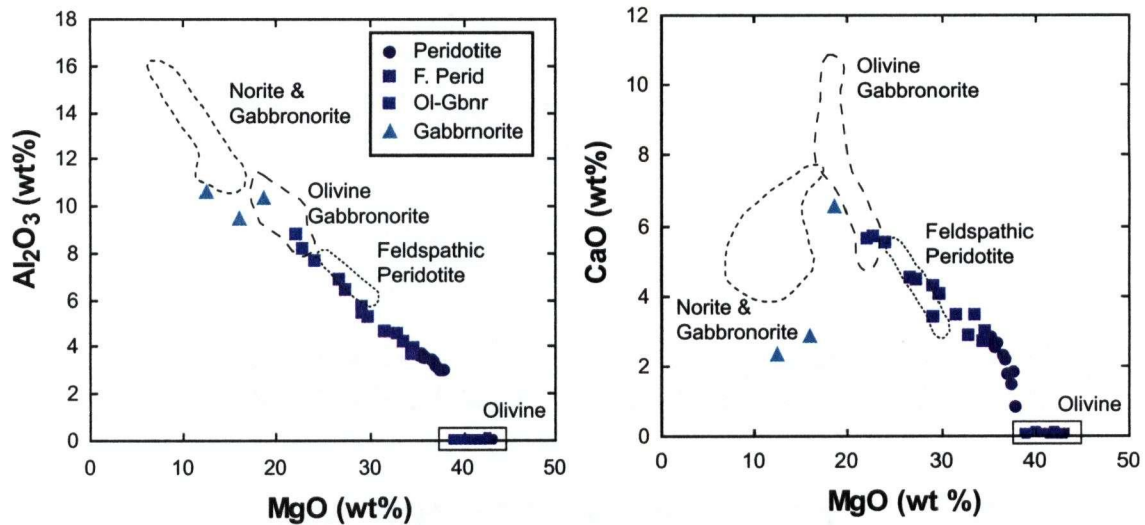 18
16
14
12
10
8
6
4
2
0
Al₂O₃ (wt%)
Peridotite
F. Perid
Ol-Gbnr
Gabbrnorite
Norite &
Gabbronorite
Olivine
Gabbronorite
Feldspathic
Peridotite
Olivine
0 10 20 30 40 50
MgO (wt%)
12
10
8
6
4
2
0
CaO (wt%)
Olivine
Gabbronorite
Feldspathic
Peridotite
Norite &
Gabbronorite
Olivine
0 10 20 30 40 50
MgO (wt %)